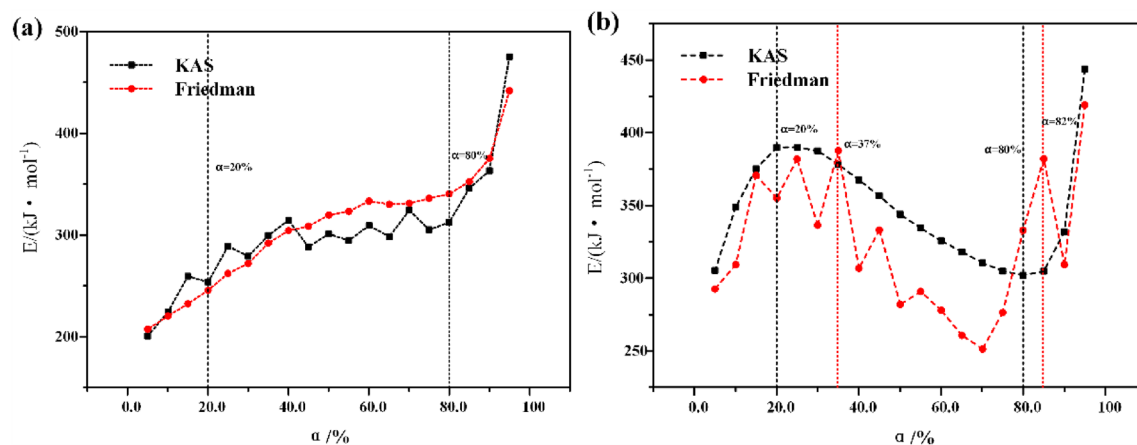 (a)
500
400
300
200
E/(kJ · mol⁻¹)
KAS
Friedman
α=20%
α=80%
0.0 20.0 40.0 60.0 80.0 100
α /%
(b)
450
400
350
300
250
E/(kJ · mol⁻¹)
KAS
Friedman
α=20%
α=37%
α=80%
α=82%
0.0 20.0 40.0 60.0 80.0 100
α/%